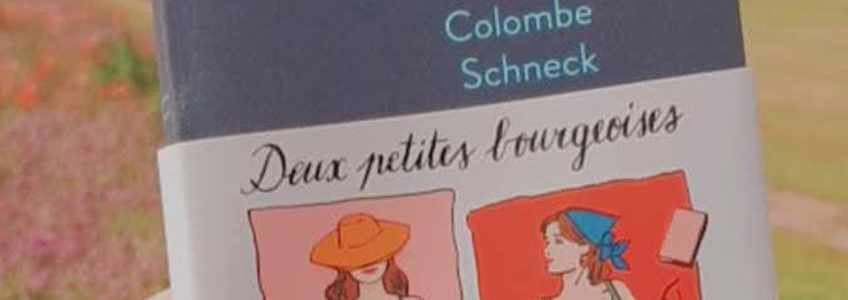 Colombe
Schneck
Deux petites bourgeoises